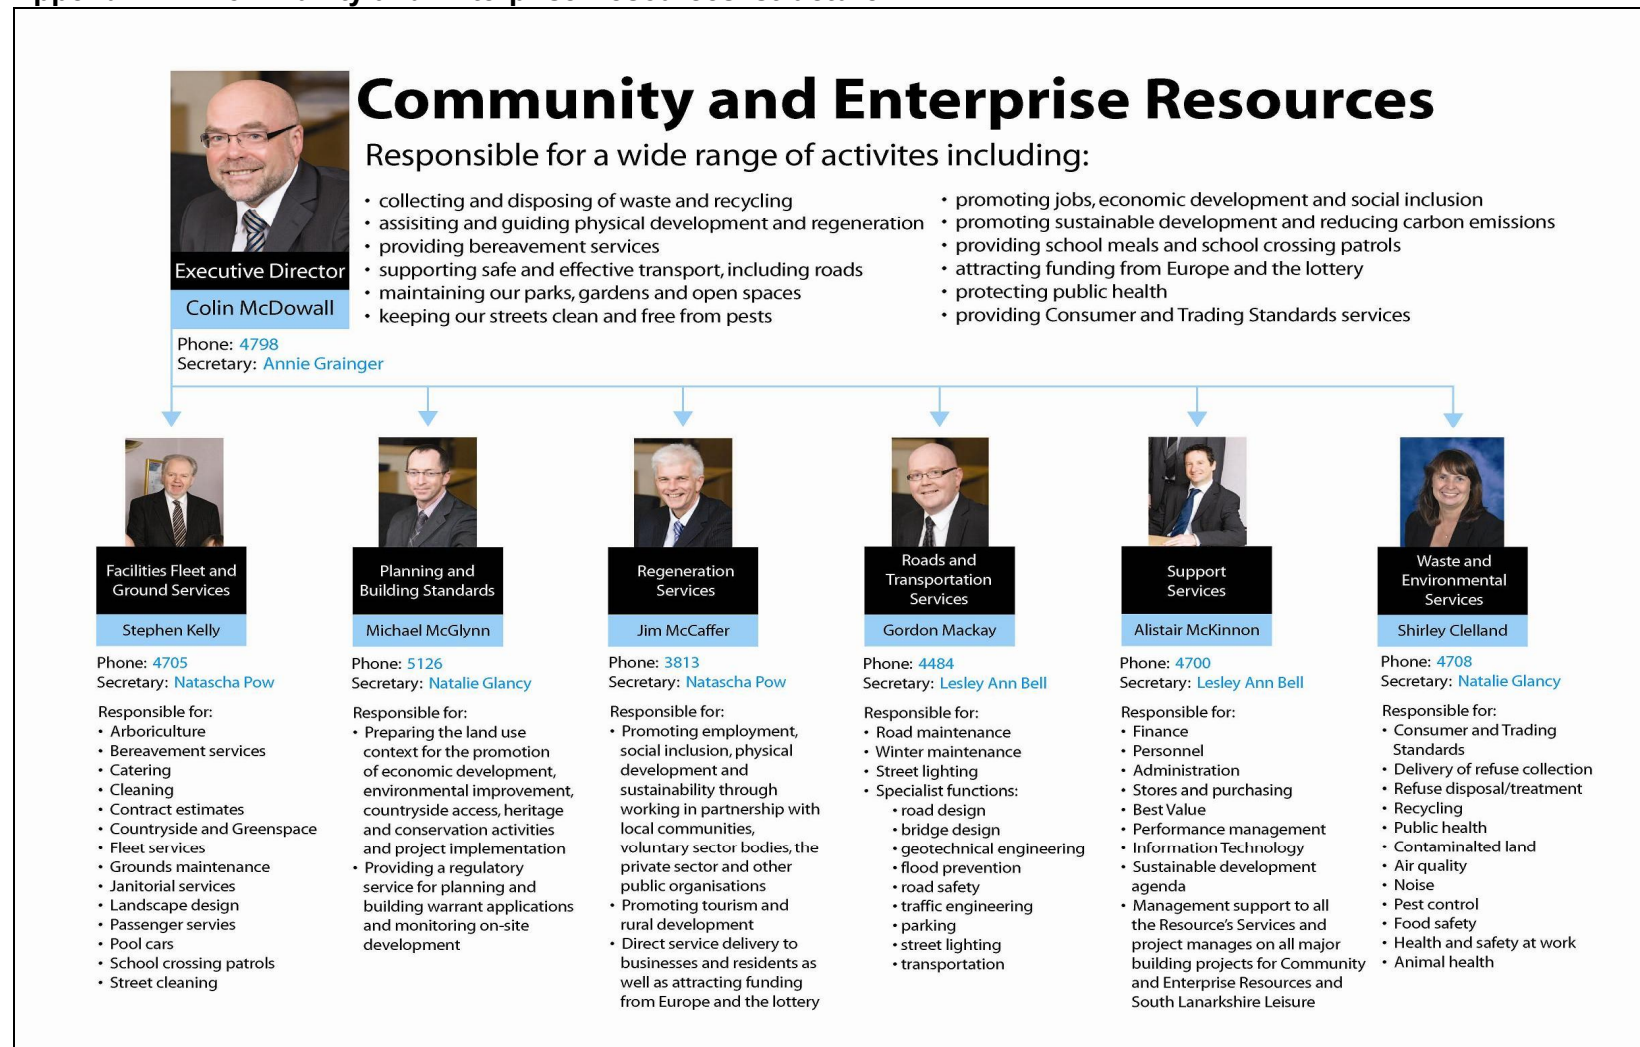 Community and Enterprise Resources
Responsible for a wide range of activites including:
• collecting and disposing of waste and recycling
• assisiting and guiding physical development and regeneration
• providing bereavement services
• supporting safe and effective transport, including roads
• maintaining our parks, gardens and open spaces
• keeping our streets clean and free from pests
• promoting jobs, economic development and social inclusion
• promoting sustainable development and reducing carbon emissions
• providing school meals and school crossing patrols
• attracting funding from Europe and the lottery
• protecting public health
• providing Consumer and Trading Standards services
Executive Director
Colin McDowall
Phone: 4798
Secretary: Annie Grainger
Facilities Fleet and
Ground Services
Stephen Kelly
Phone: 4705
Secretary: Natascha Pow
Responsible for:
• Arboriculture
• Bereavement services
• Catering
• Cleaning
• Contract estimates
• Countryside and Greenspace
• Fleet services
• Grounds maintenance
• Janitorial services
• Landscape design
• Passenger servies
• Pool cars
• School crossing patrols
• Street cleaning
Planning and
Building Standards
Michael McGlynn
Phone: 5126
Secretary: Natalie Glancy
Responsible for:
• Preparing the land use
context for the promotion
of economic development,
environmental improvement,
countryside access, heritage
and conservation activities
and project implementation
• Providing a regulatory
service for planning and
building warrant applications
and monitoring on-site
development
Regeneration
Services
Jim McCaffer
Phone: 3813
Secretary: Natascha Pow
Responsible for:
• Promoting employment,
social inclusion, physical
development and
sustainability through
working in partnership with
local communities,
voluntary sector bodies, the
private sector and other
public organisations
• Promoting tourism and
rural development
• Direct service delivery to
businesses and residents as
well as attracting funding
from Europe and the lottery
Roads and
Transportation
Services
Gordon Mackay
Phone: 4484
Secretary: Lesley Ann Bell
Responsible for:
• Road maintenance
• Winter maintenance
• Street lighting
• Specialist functions:
• road design
• bridge design
• geotechnical engineering
• flood prevention
• road safety
• traffic engineering
• parking
• street lighting
• transportation
Support
Services
Alistair McKinnon
Phone: 4700
Secretary: Lesley Ann Bell
Responsible for:
• Finance
• Personnel
• Administration
• Stores and purchasing
• Best Value
• Performance management
• Information Technology
• Sustainable development
agenda
• Management support to all
the Resource's Services and
project manages on all major
building projects for Community
and Enterprise Resources and
South Lanarkshire Leisure
Waste and
Environmental
Services
Shirley Clelland
Phone: 4708
Secretary: Natalie Glancy
Responsible for:
• Consumer and Trading
Standards
• Delivery of refuse collection
• Refuse disposal/treatment
• Recycling
• Public health
• Contaminalted land
• Air quality
• Noise
• Pest control
• Food safety
• Health and safety at work
• Animal health